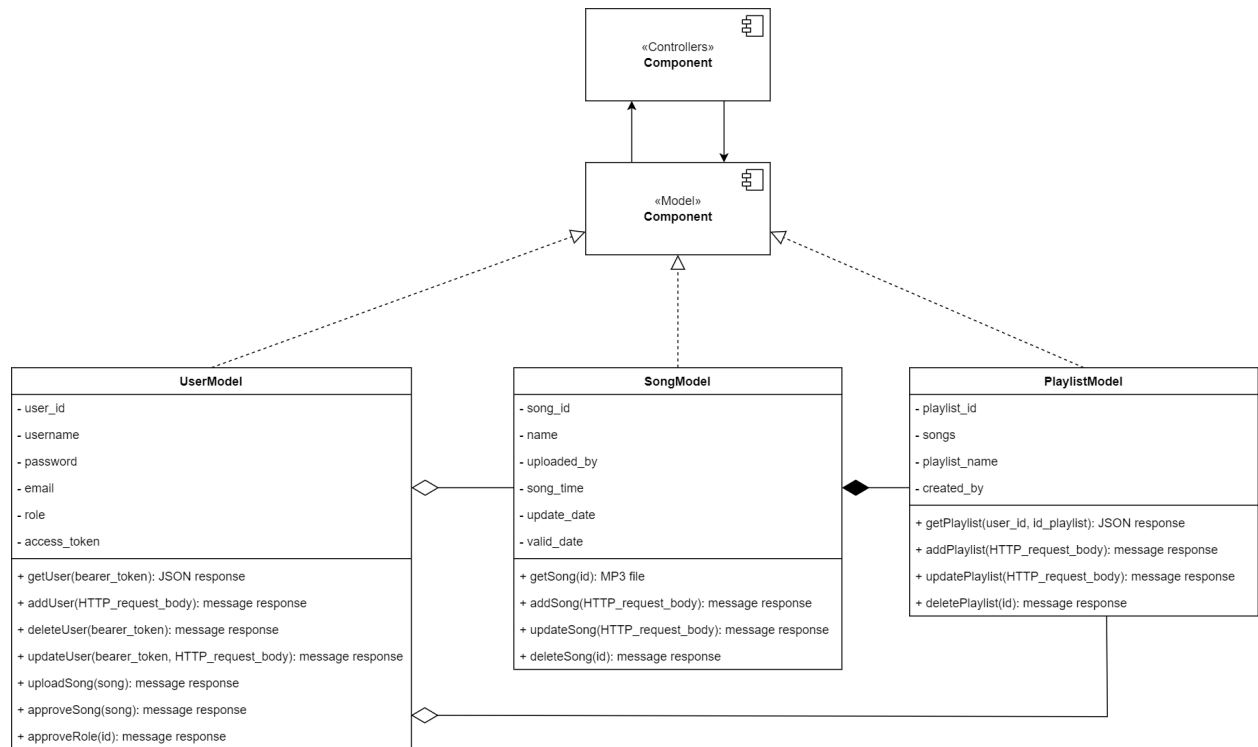 «Controllers»
Component
«Model»
Component
UserModel
- user_id
- username
- password
- email
- role
- access_token
+ getUser(bearer_token): JSON response
+ addUser(HTTP_request_body): message response
+ deleteUser(bearer_token): message response
+ updateUser(bearer_token, HTTP_request_body): message response
+ uploadSong(song): message response
+ approveSong(song): message response
+ approveRole(id): message response
SongModel
- song_id
- name
- uploaded_by
- song_time
- update_date
- valid_date
+ getSong(id): MP3 file
+ addSong(HTTP_request_body): message response
+ updateSong(HTTP_request_body): message response
+ deleteSong(id): message response
PlaylistModel
- playlist_id
- songs
- playlist_name
- created_by
+ getPlaylist(user_id, id_playlist): JSON response
+ addPlaylist(HTTP_request_body): message response
+ updatePlaylist(HTTP_request_body): message response
+ deletePlaylist(id): message response